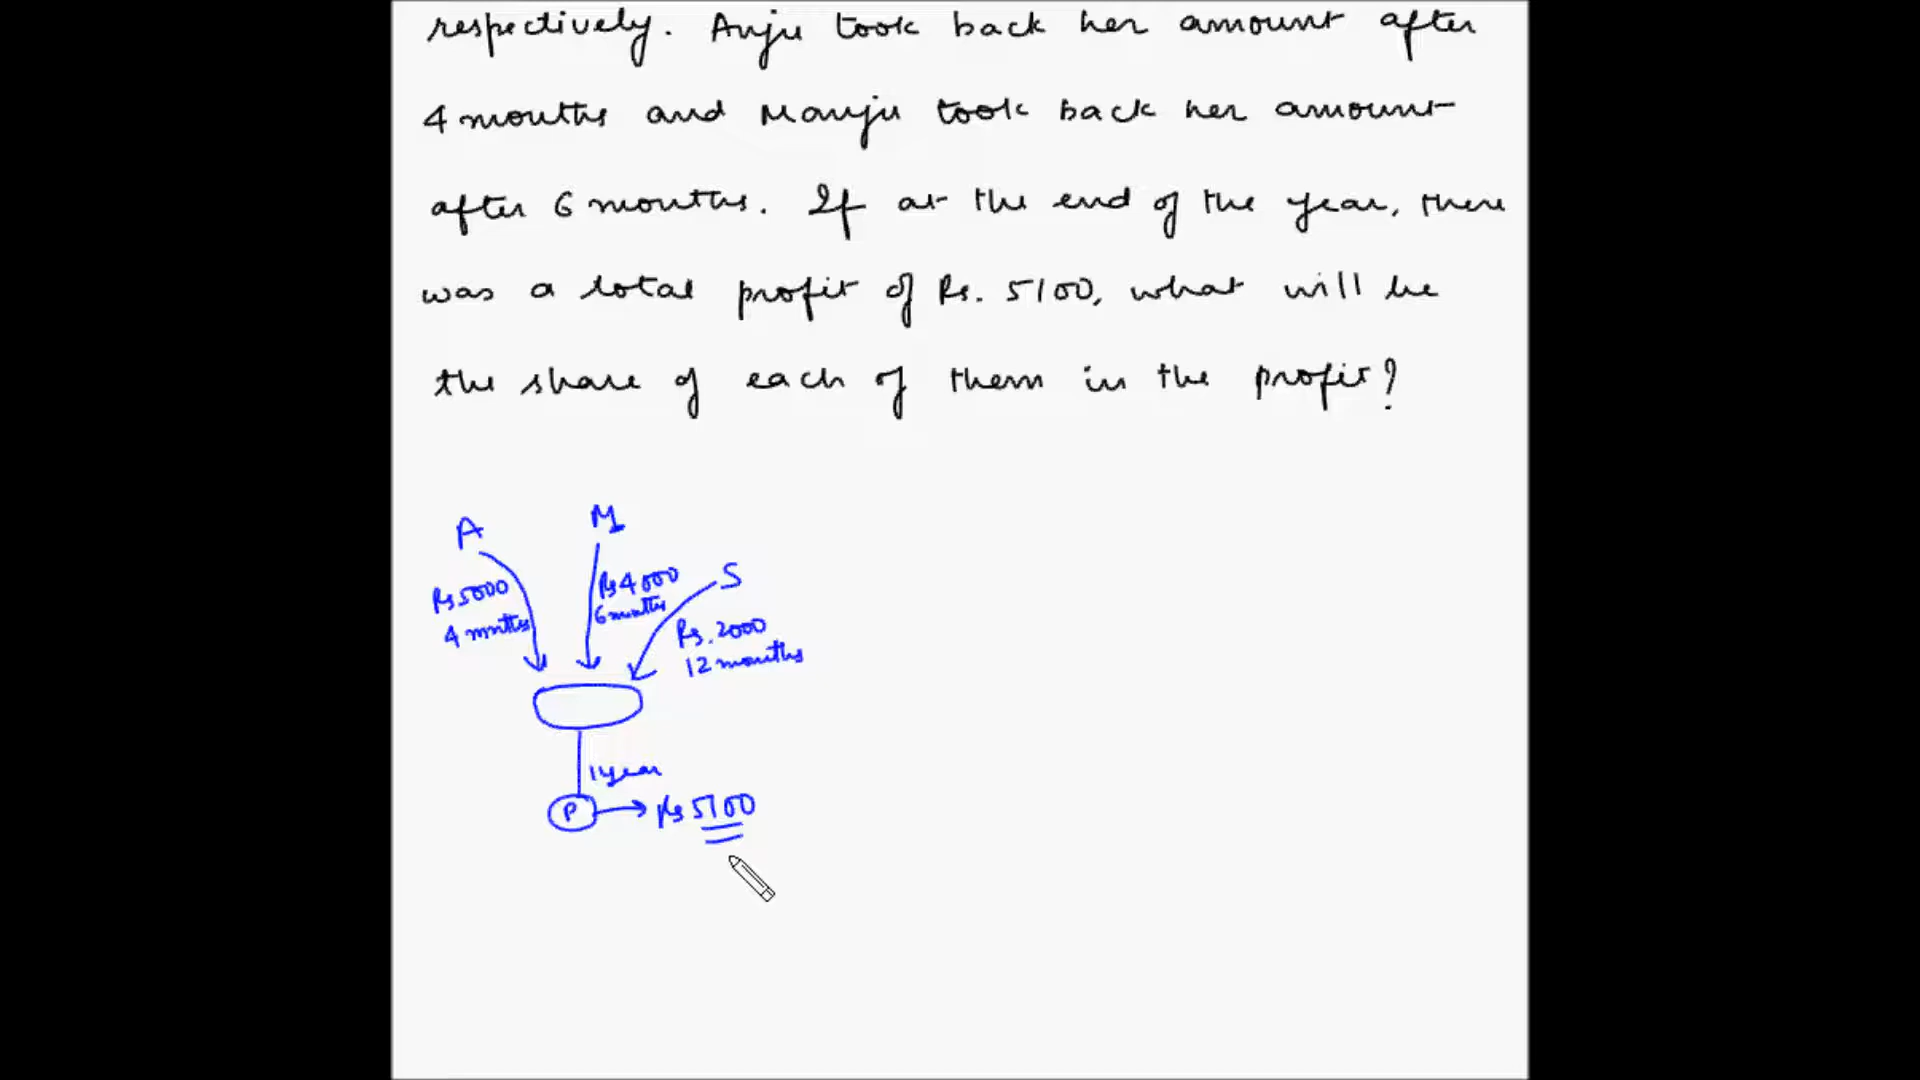 respectively. Anju took back her amount after
4 months and Manju took back her amount
after 6 months. If at the end of the year, there
was a total profit of Rs. 5100, what will be
the share of each of them in the profit?
A
M
S
Rs 5000
4 months
Rs 4000
6 months
Rs. 2000
12 months
1 year
P
Rs 5100